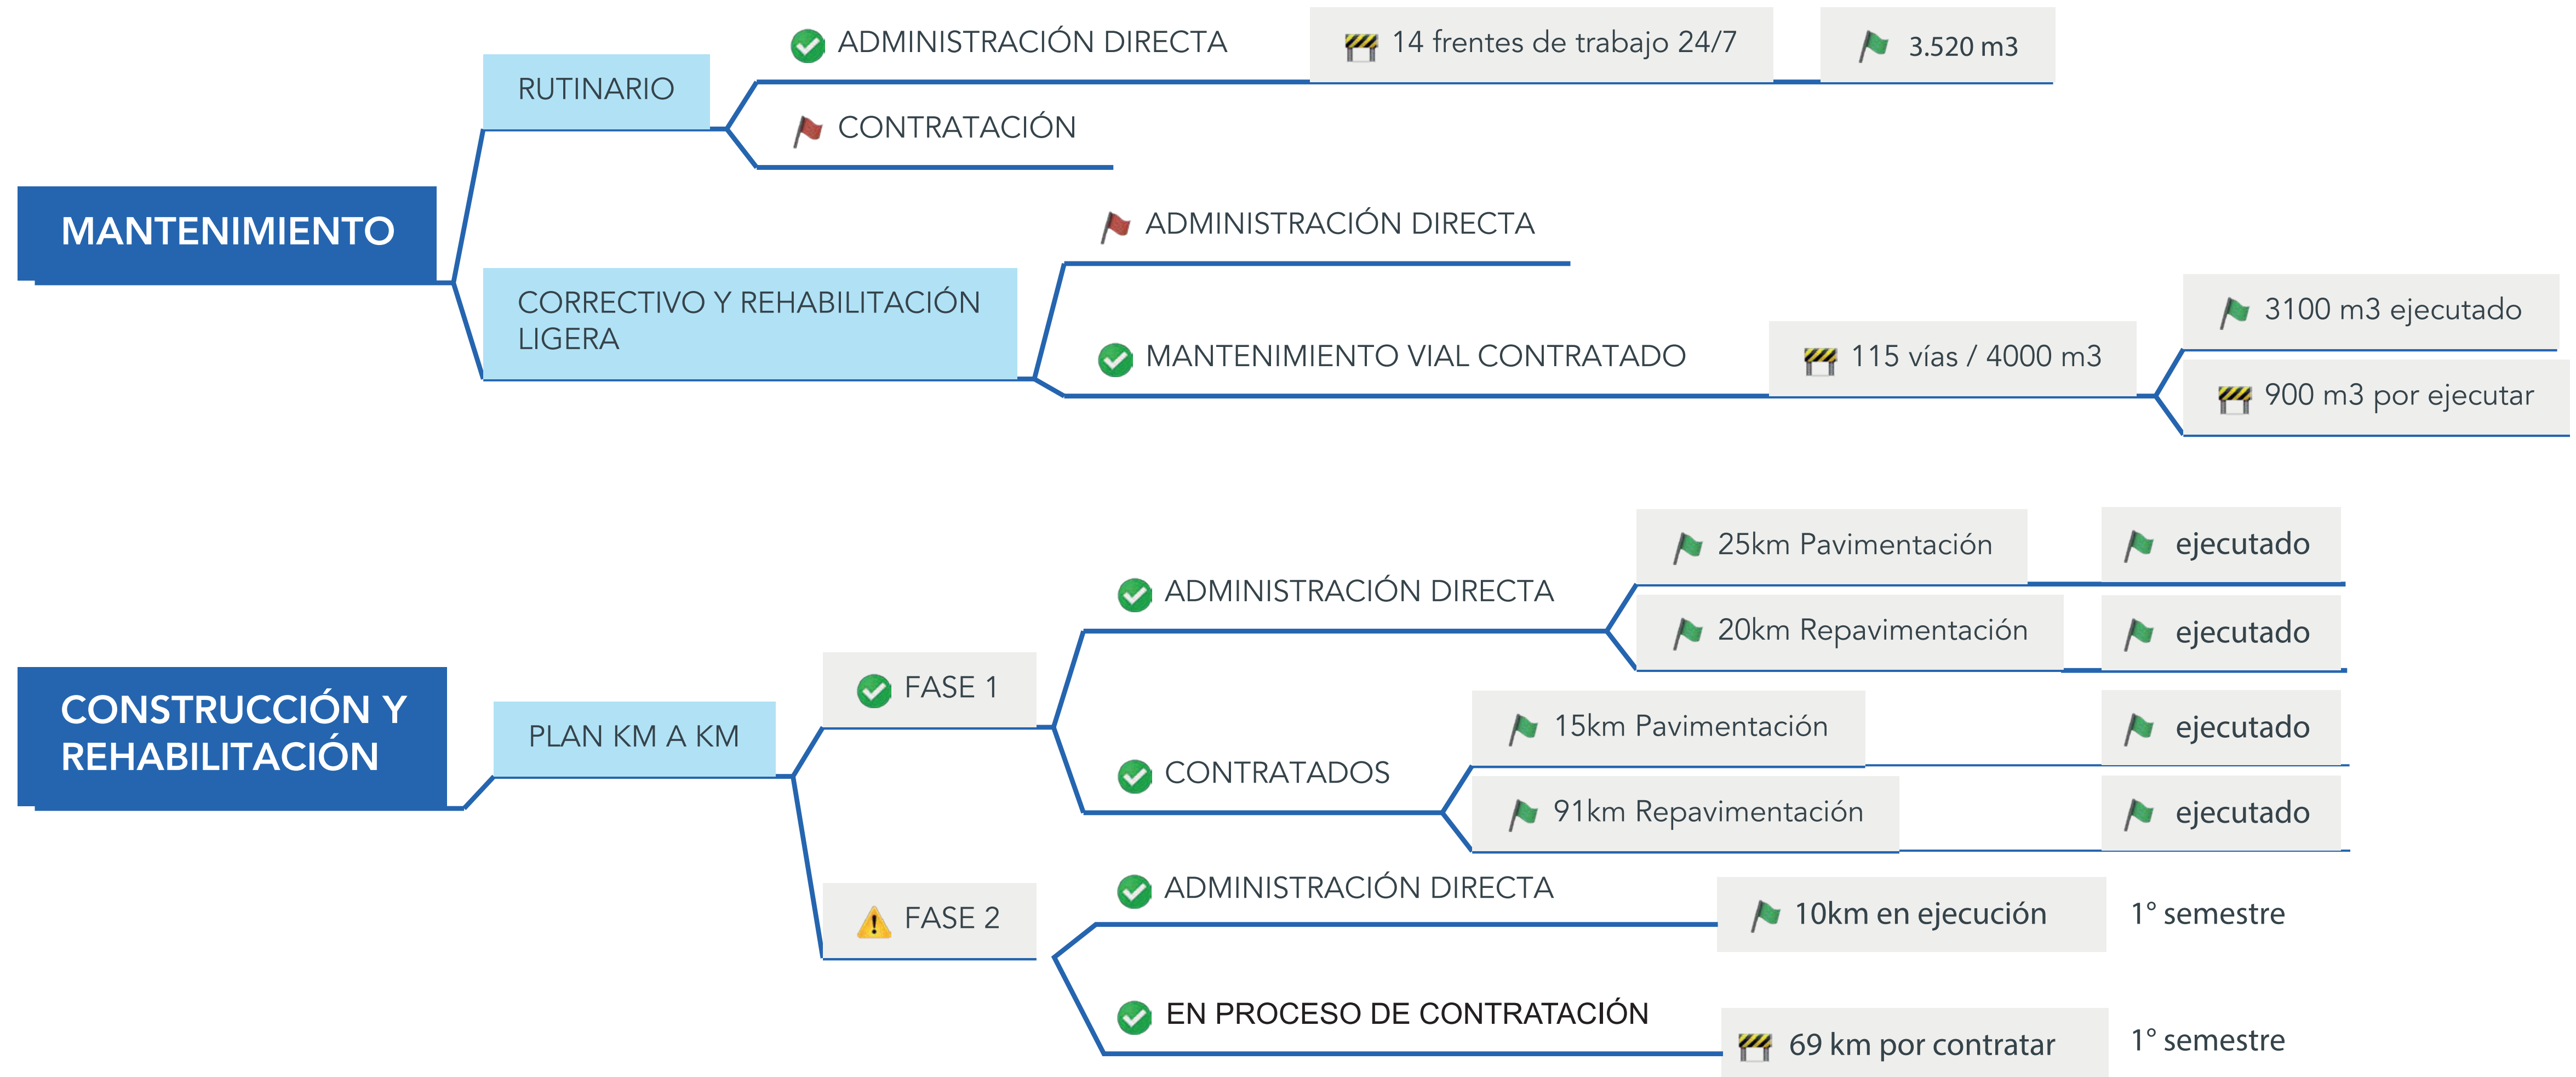 ADMINISTRACIÓN DIRECTA
14 frentes de trabajo 24/7
3.520 m3
RUTINARIO
CONTRATACIÓN
MANTENIMIENTO
ADMINISTRACIÓN DIRECTA
CORRECTIVO Y REHABILITACIÓN
LIGERA
MANTENIMIENTO VIAL CONTRATADO
115 vías / 4000 m3
3100 m3 ejecutado
900 m3 por ejecutar
CONSTRUCCIÓN Y
REHABILITACIÓN
PLAN KM A KM
FASE 1
ADMINISTRACIÓN DIRECTA
25km Pavimentación
ejecutado
20km Repavimentación
ejecutado
CONTRATADOS
15km Pavimentación
ejecutado
91km Repavimentación
ejecutado
FASE 2
ADMINISTRACIÓN DIRECTA
10km en ejecución
1° semestre
EN PROCESO DE CONTRATACIÓN
69 km por contratar
1° semestre